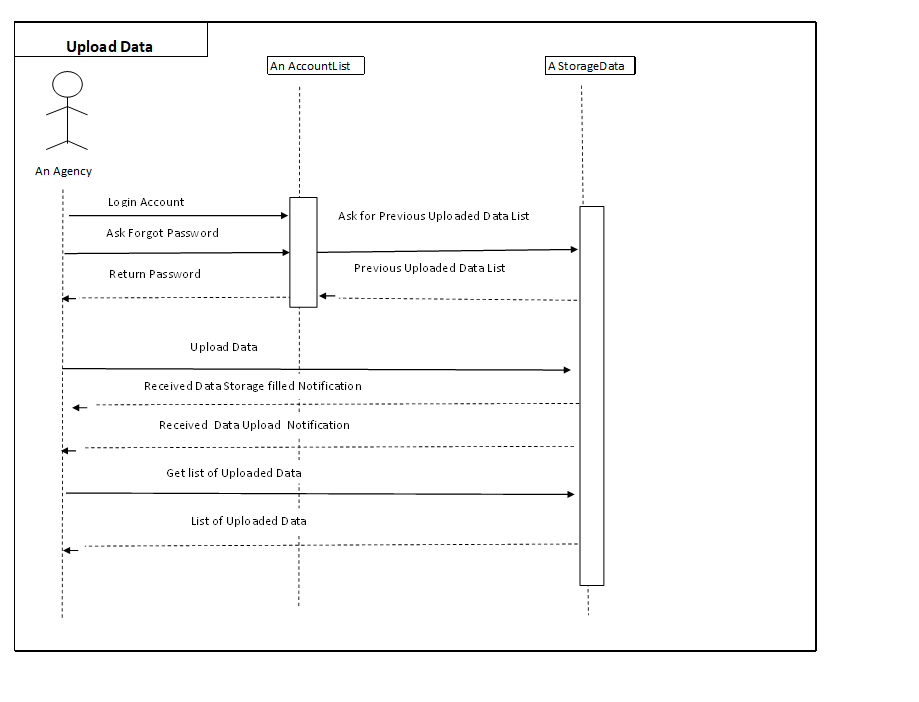 Upload Data
An AccountList
A StorageData
An Agency
Login Account
Ask for Previous Uploaded Data List
Ask Forgot Password
Previous Uploaded Data List
Return Password
Upload Data
Received Data Storage filled Notification
Received Data Upload Notification
Get list of Uploaded Data
List of Uploaded Data